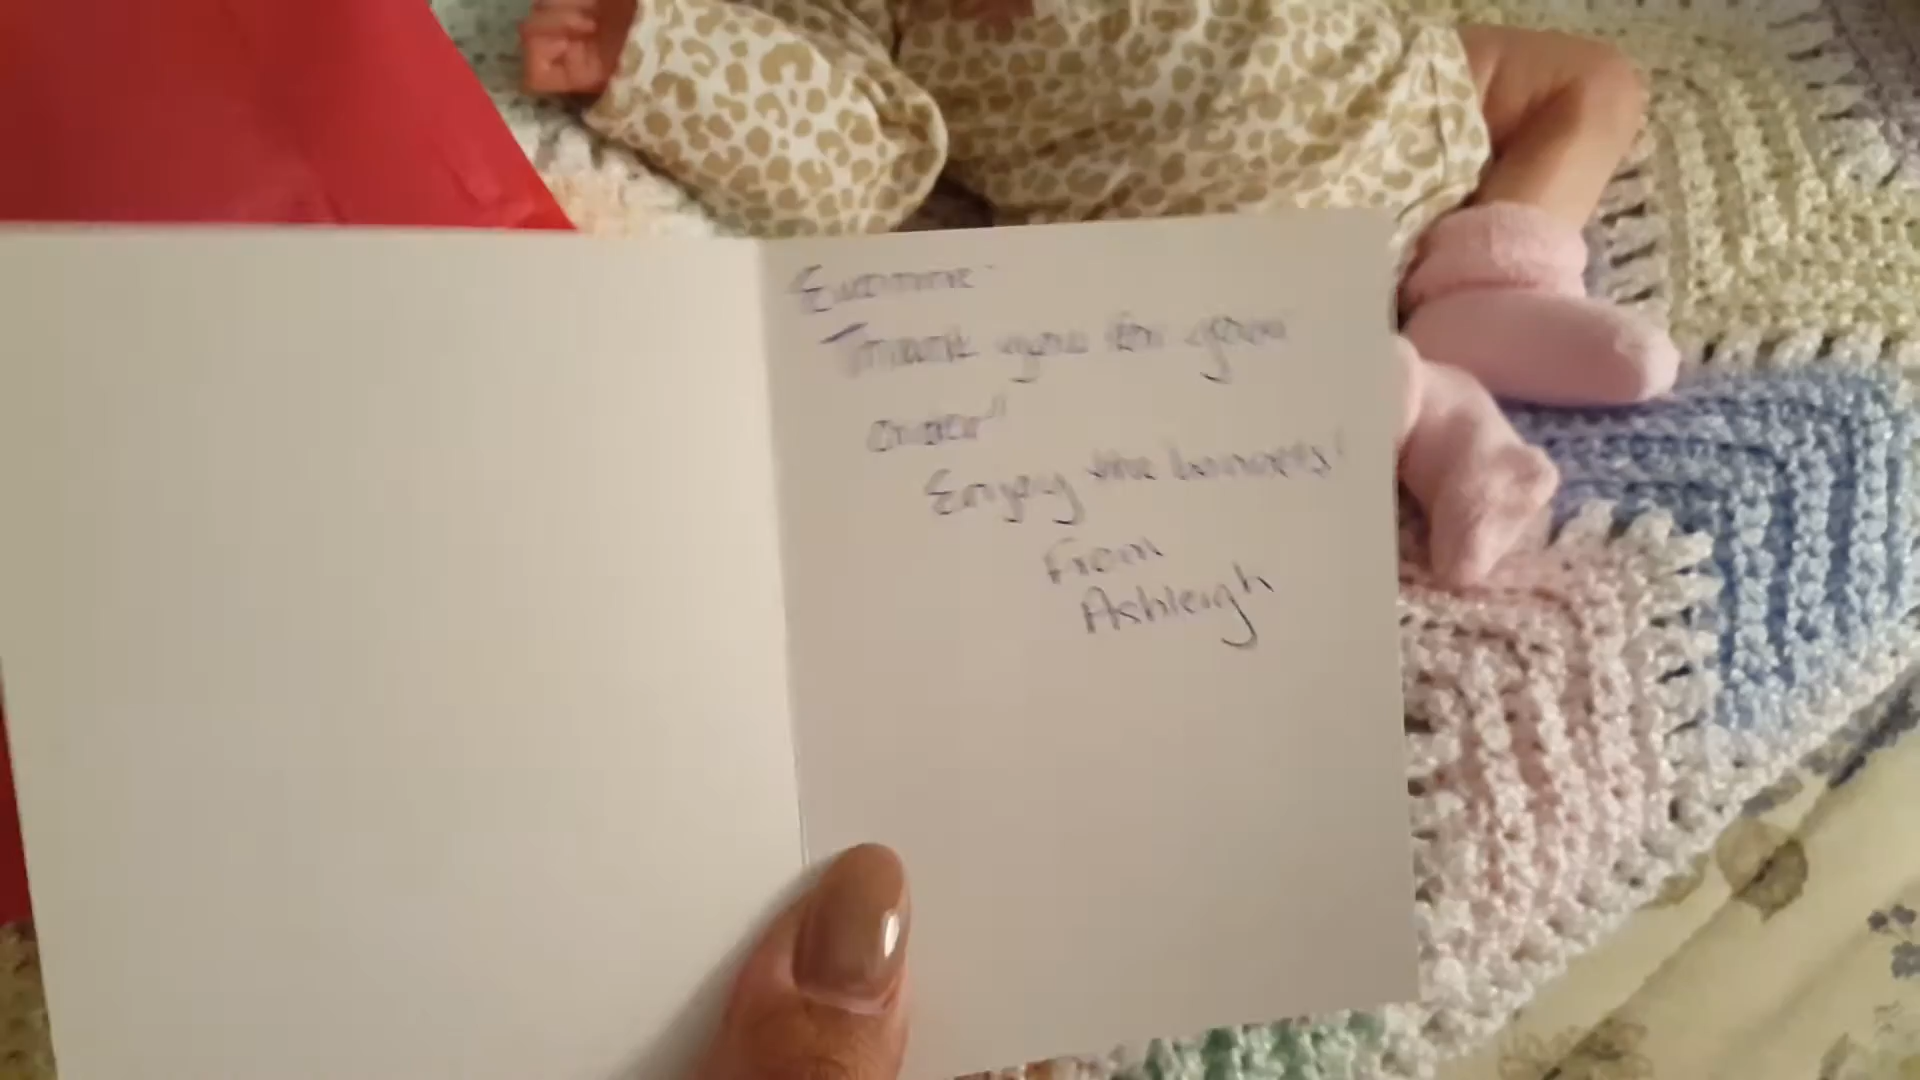 Thank you for your
order!!
Enjoy the bonnets!
From
Ashleigh